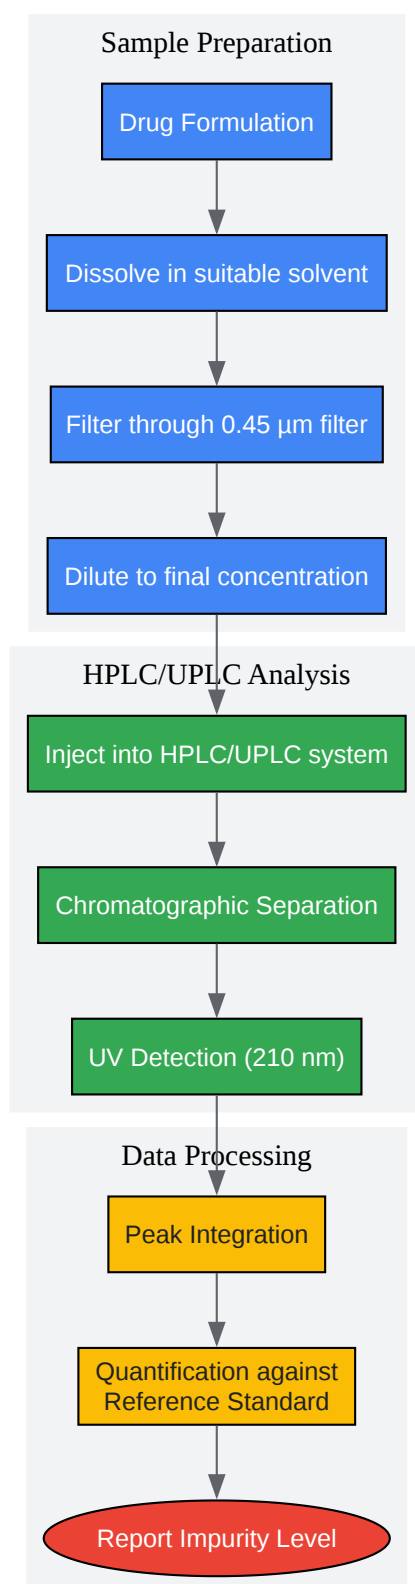 Sample Preparation
Drug Formulation
Dissolve in suitable solvent
Filter through 0.45 µm filter
Dilute to final concentration
HPLC/UPLC Analysis
Inject into HPLC/UPLC system
Chromatographic Separation
UV Detection (210 nm)
Data Processing
Peak Integration
Quantification against
Reference Standard
Report Impurity Level